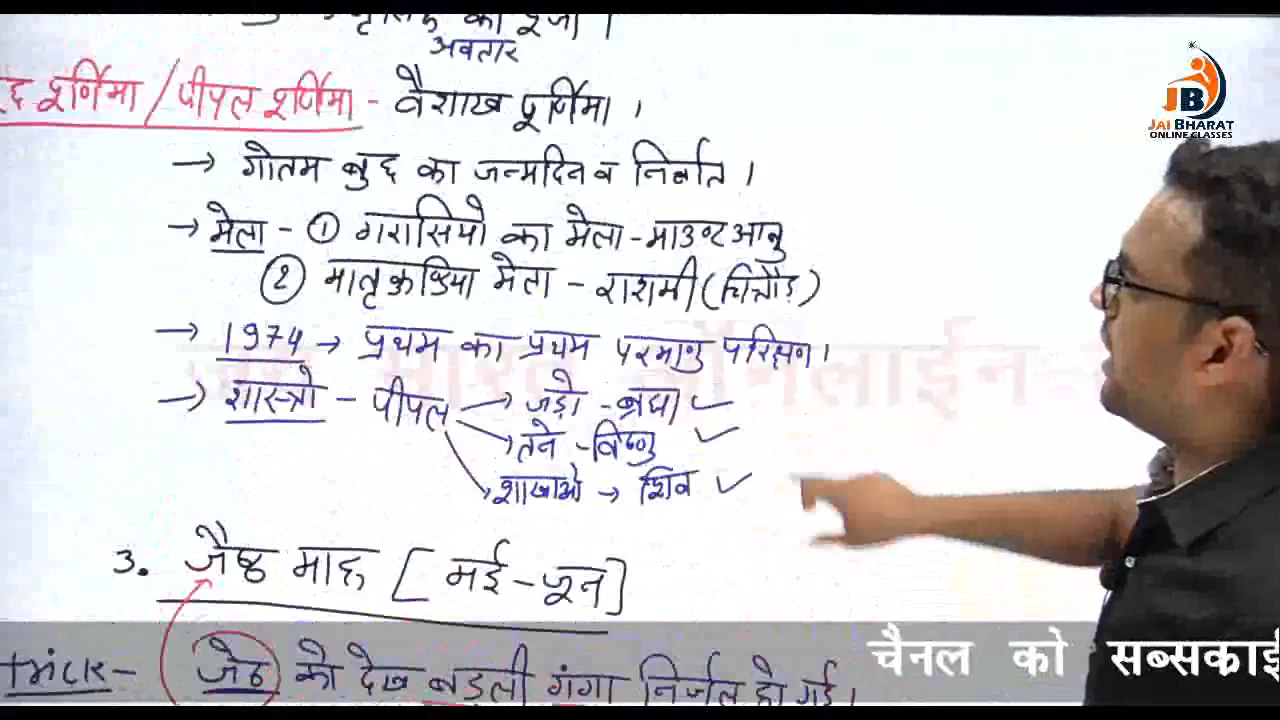 की पूजा।
अवतार
पूर्णिमा / पीपल पूर्णिमा - वैशाख पूर्णिमा।
→ गोतम बुद्ध का जन्मदिन व निर्वात।
→ मेला - ① गरासियो का मेला - माउण्ट आबु
② मातृकुण्डिया मेला - राशमी (चित्तौड़)
→ 1974 → प्रथम का प्रथम परमाणु परिक्षण।
→ शास्त्रो - पीपल → जड़ो - ब्रह्मा ✓
→ तने - विष्णु ✓
→ शाखाओ → शिव ✓
3. जैष्ठ माह [मई - जून]
जेठ को देख बड़ली गंगा निर्जल हो गई।
चैनल को सब्सक्राई
JB
JAI BHARAT
ONLINE CLASSES